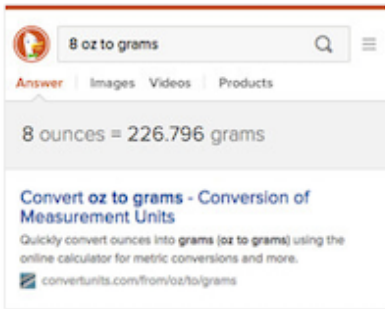 8 oz to grams
Answer Images Videos Products
8 ounces = 226.796 grams
Convert oz to grams - Conversion of
Measurement Units
Quickly convert ounces into grams (oz to grams) using the
online calculator for metric conversions and more.
convertunits.com/from/oz/to/grams